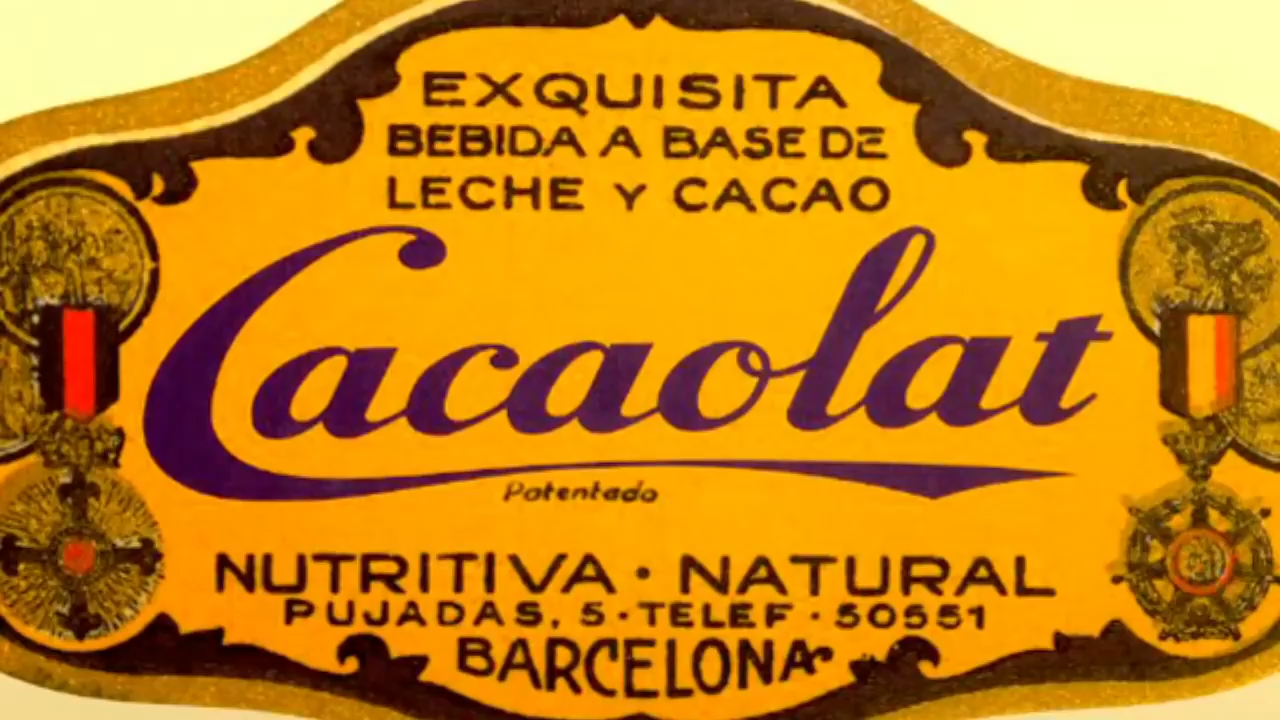 EXQUISITA
BEBIDA A BASE DE
LECHE Y CACAO
Cacaolat
Patentado
NUTRITIVA · NATURAL
PUJADAS, 5 · TELEF · 50551
BARCELONA